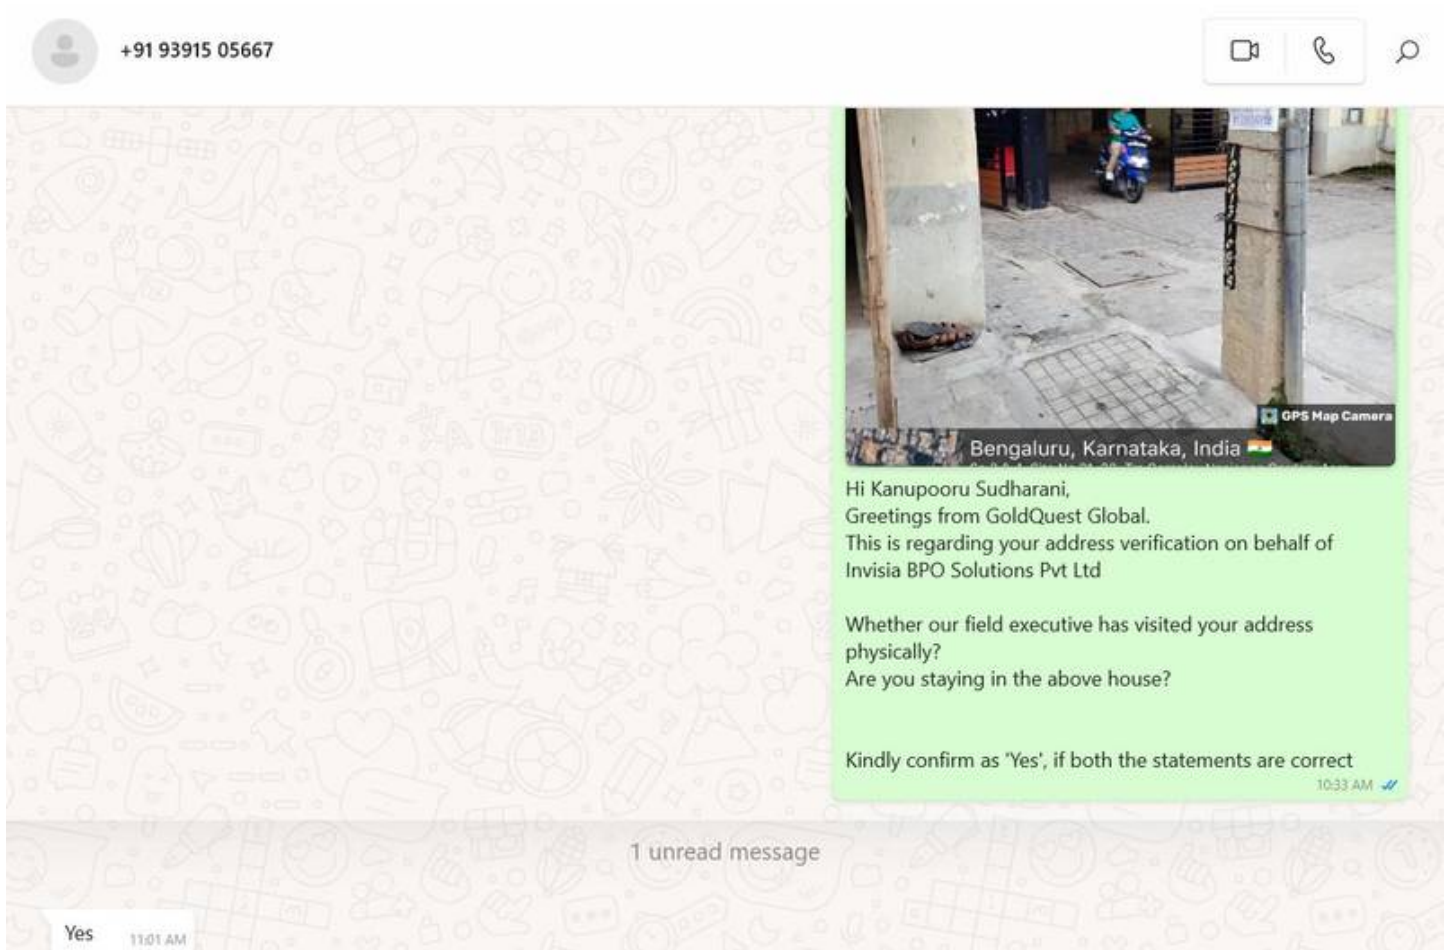 +91 93915 05667
GPS Map Camera
Bengaluru, Karnataka, India
Hi Kanupooru Sudharani,
Greetings from GoldQuest Global.
This is regarding your address verification on behalf of
Invisia BPO Solutions Pvt Ltd
Whether our field executive has visited your address
physically?
Are you staying in the above house?
Kindly confirm as 'Yes', if both the statements are correct
10:33 AM
1 unread message
Yes
11:01 AM